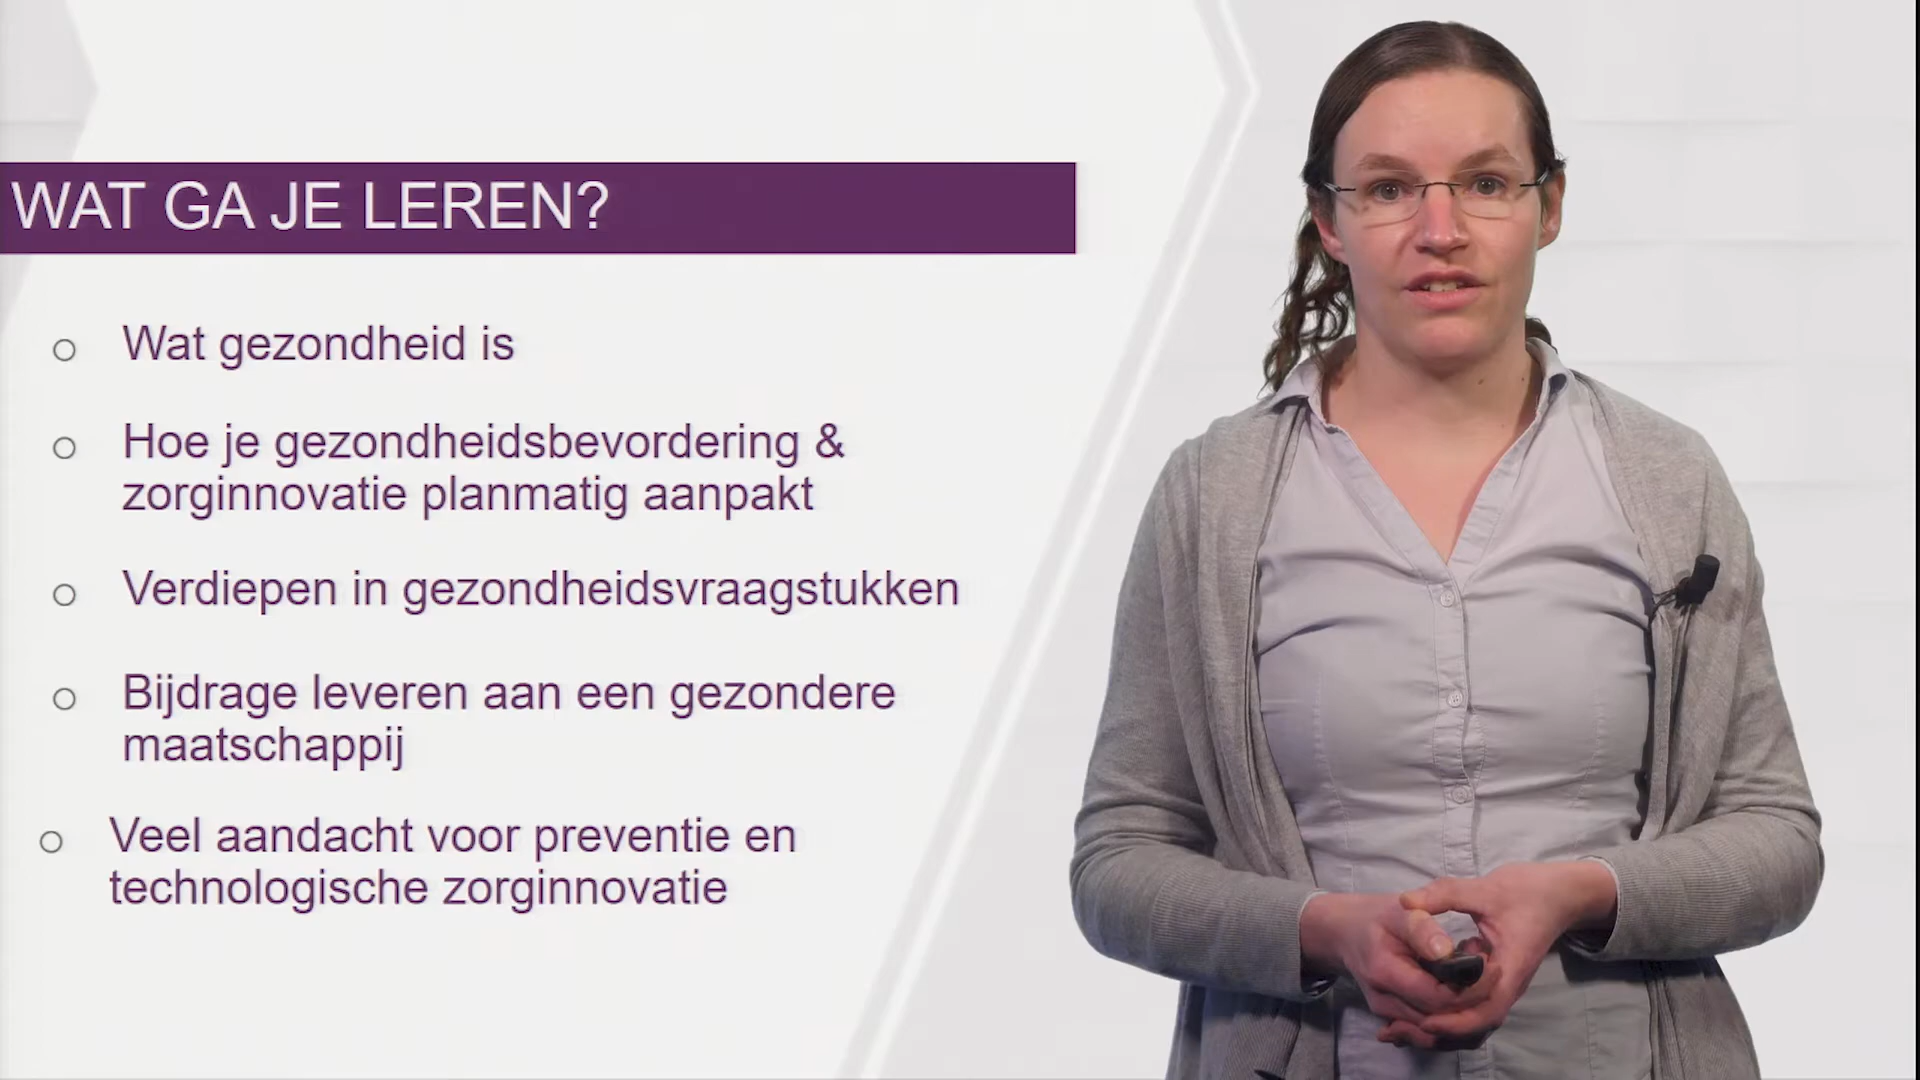 WAT GA JE LEREN?
Wat gezondheid is
Hoe je gezondheidsbevordering &
zorginnovatie planmatig aanpakt
Verdiepen in gezondheidsvraagstukken
Bijdrage leveren aan een gezondere
maatschappij
Veel aandacht voor preventie en
technologische zorginnovatie